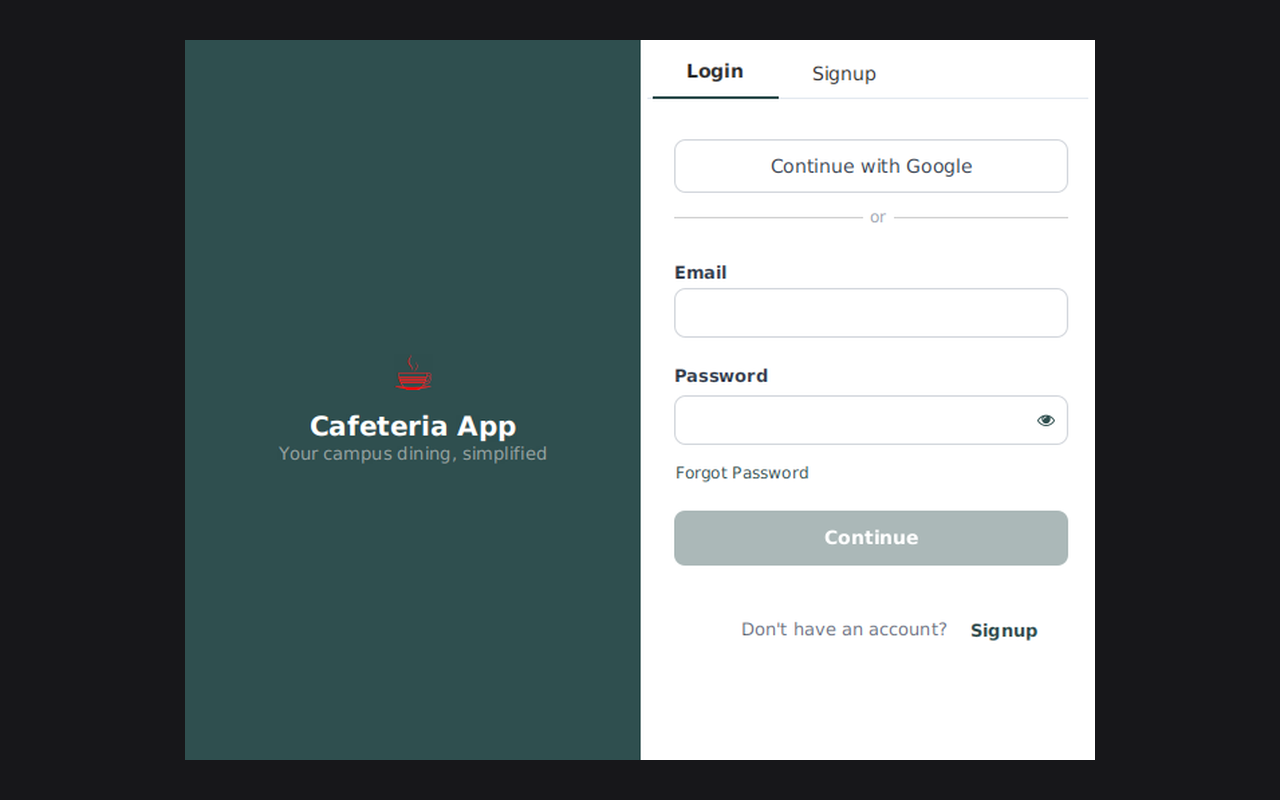 Cafeteria App
Your campus dining, simplified
Login
Signup
Continue with Google
or
Email
Password
Forgot Password
Continue
Don't have an account? Signup